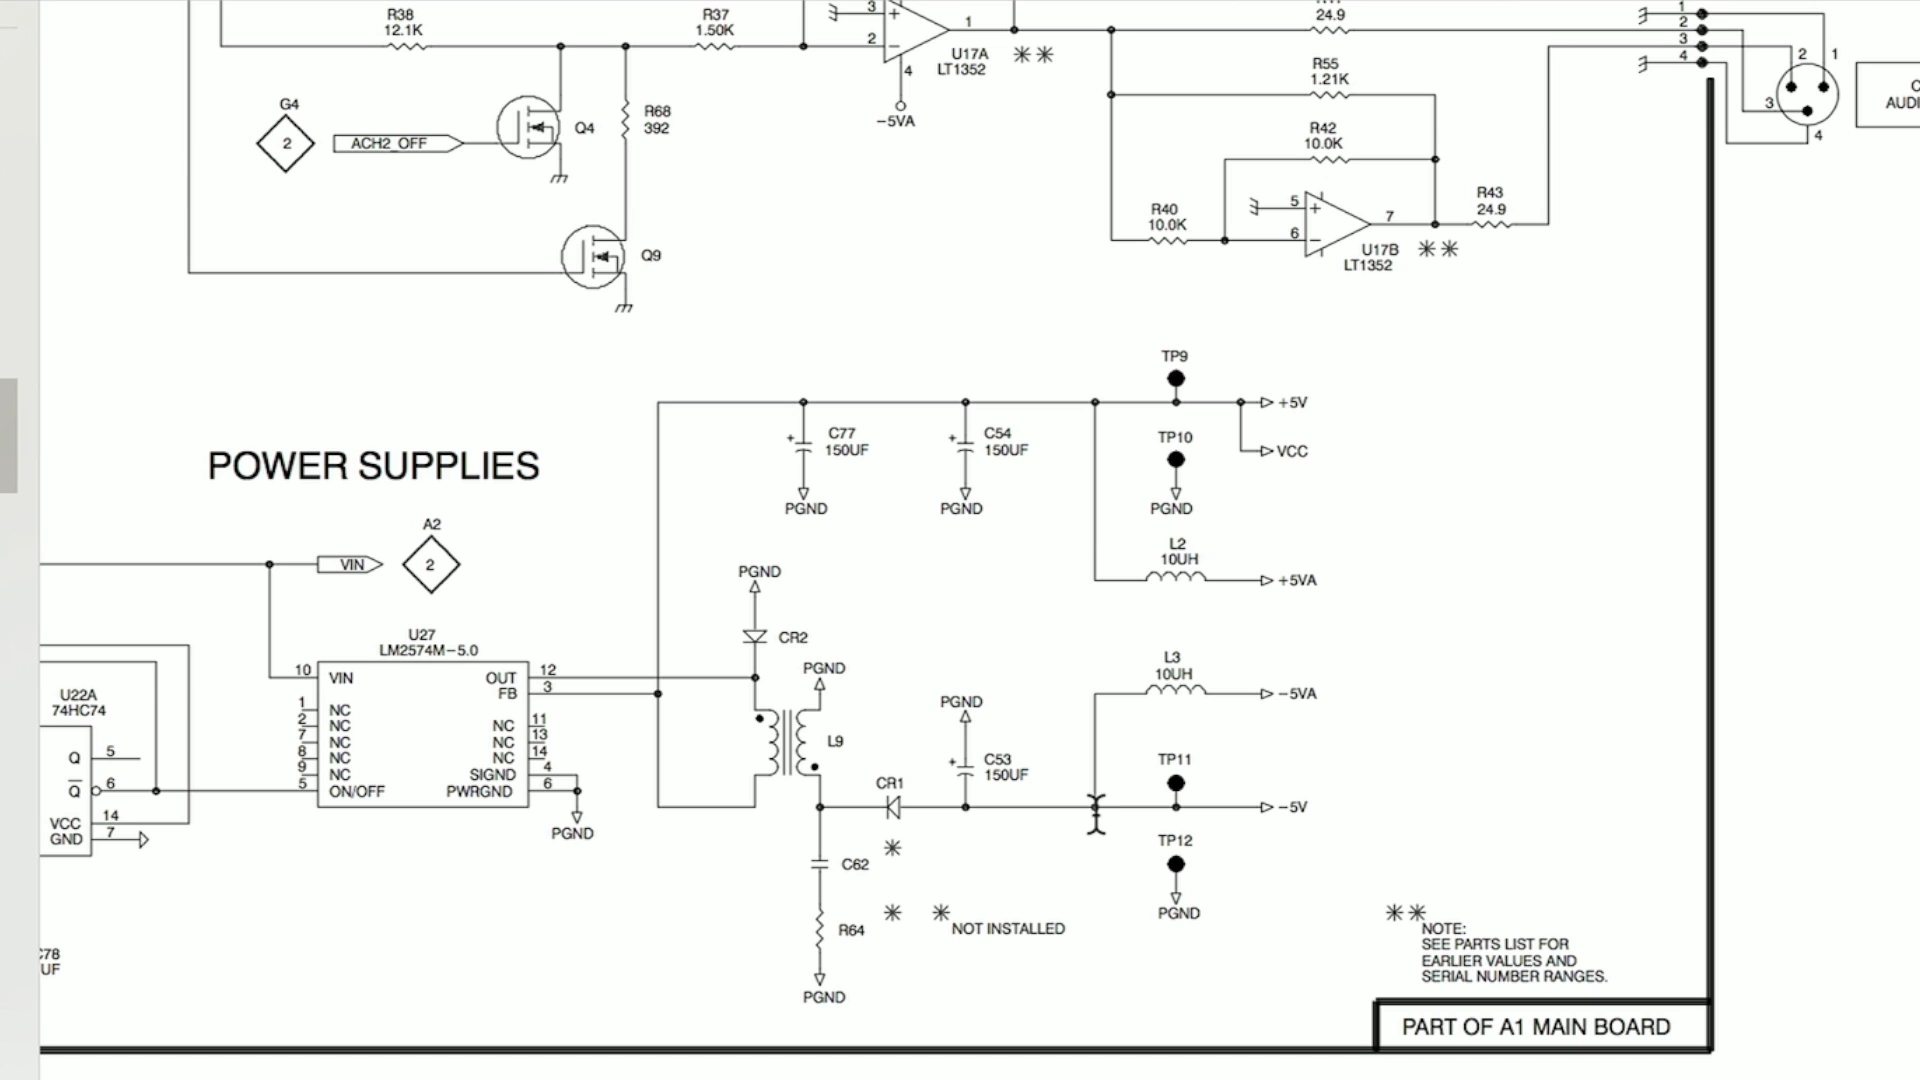 R38
12.1K
R37
1.50K
3
+
2
−
1
4
U17A
LT1352
**
−5VA
24.9
R55
1.21K
R42
10.0K
R40
10.0K
5
+
6
−
7
U17B
LT1352
**
R43
24.9
1
2
3
4
2
1
3
4
AUDI
G4
2
ACH2_OFF
Q4
R68
392
Q9
POWER SUPPLIES
TP9
+5V
C77
150UF
+
PGND
C54
150UF
+
PGND
TP10
PGND
VCC
L2
10UH
+5VA
VIN
A2
2
PGND
CR2
PGND
U27
LM2574M−5.0
10
VIN
1
NC
2
NC
7
NC
8
NC
9
NC
5
ON/OFF
OUT
12
FB
3
NC
11
NC
13
NC
14
SIGND
4
PWRGND
6
PGND
U22A
74HC74
Q
5
Q
6
VCC
14
GND
7
L9
PGND
C53
150UF
+
CR1
*
L3
10UH
−5VA
TP11
−5V
TP12
PGND
C62
R64
PGND
*
*
NOT INSTALLED
**
NOTE:
SEE PARTS LIST FOR
EARLIER VALUES AND
SERIAL NUMBER RANGES.
C78
UF
PART OF A1 MAIN BOARD